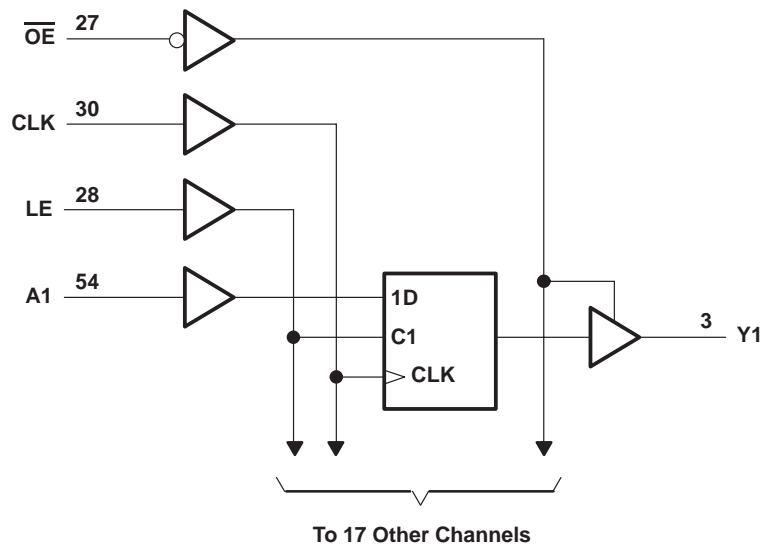 OE 27
CLK 30
LE 28
A1 54
1D
C1
CLK
3 Y1
To 17 Other Channels